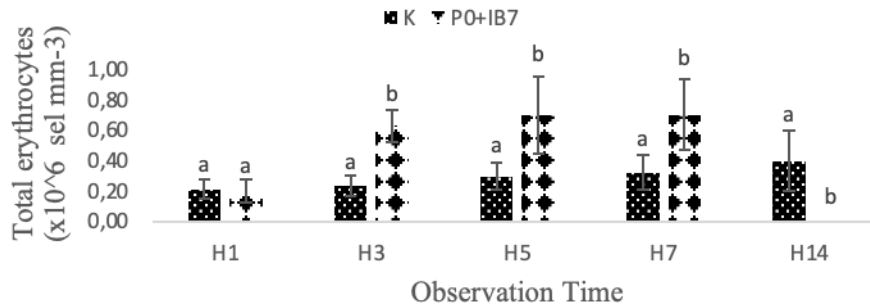 K P0+IB7
Total erythrocytes
(x10^6 sel mm-3)
1,00
0,80
0,60
0,40
0,20
0,00
a a a b a b a b a b
H1 H3 H5 H7 H14
Observation Time